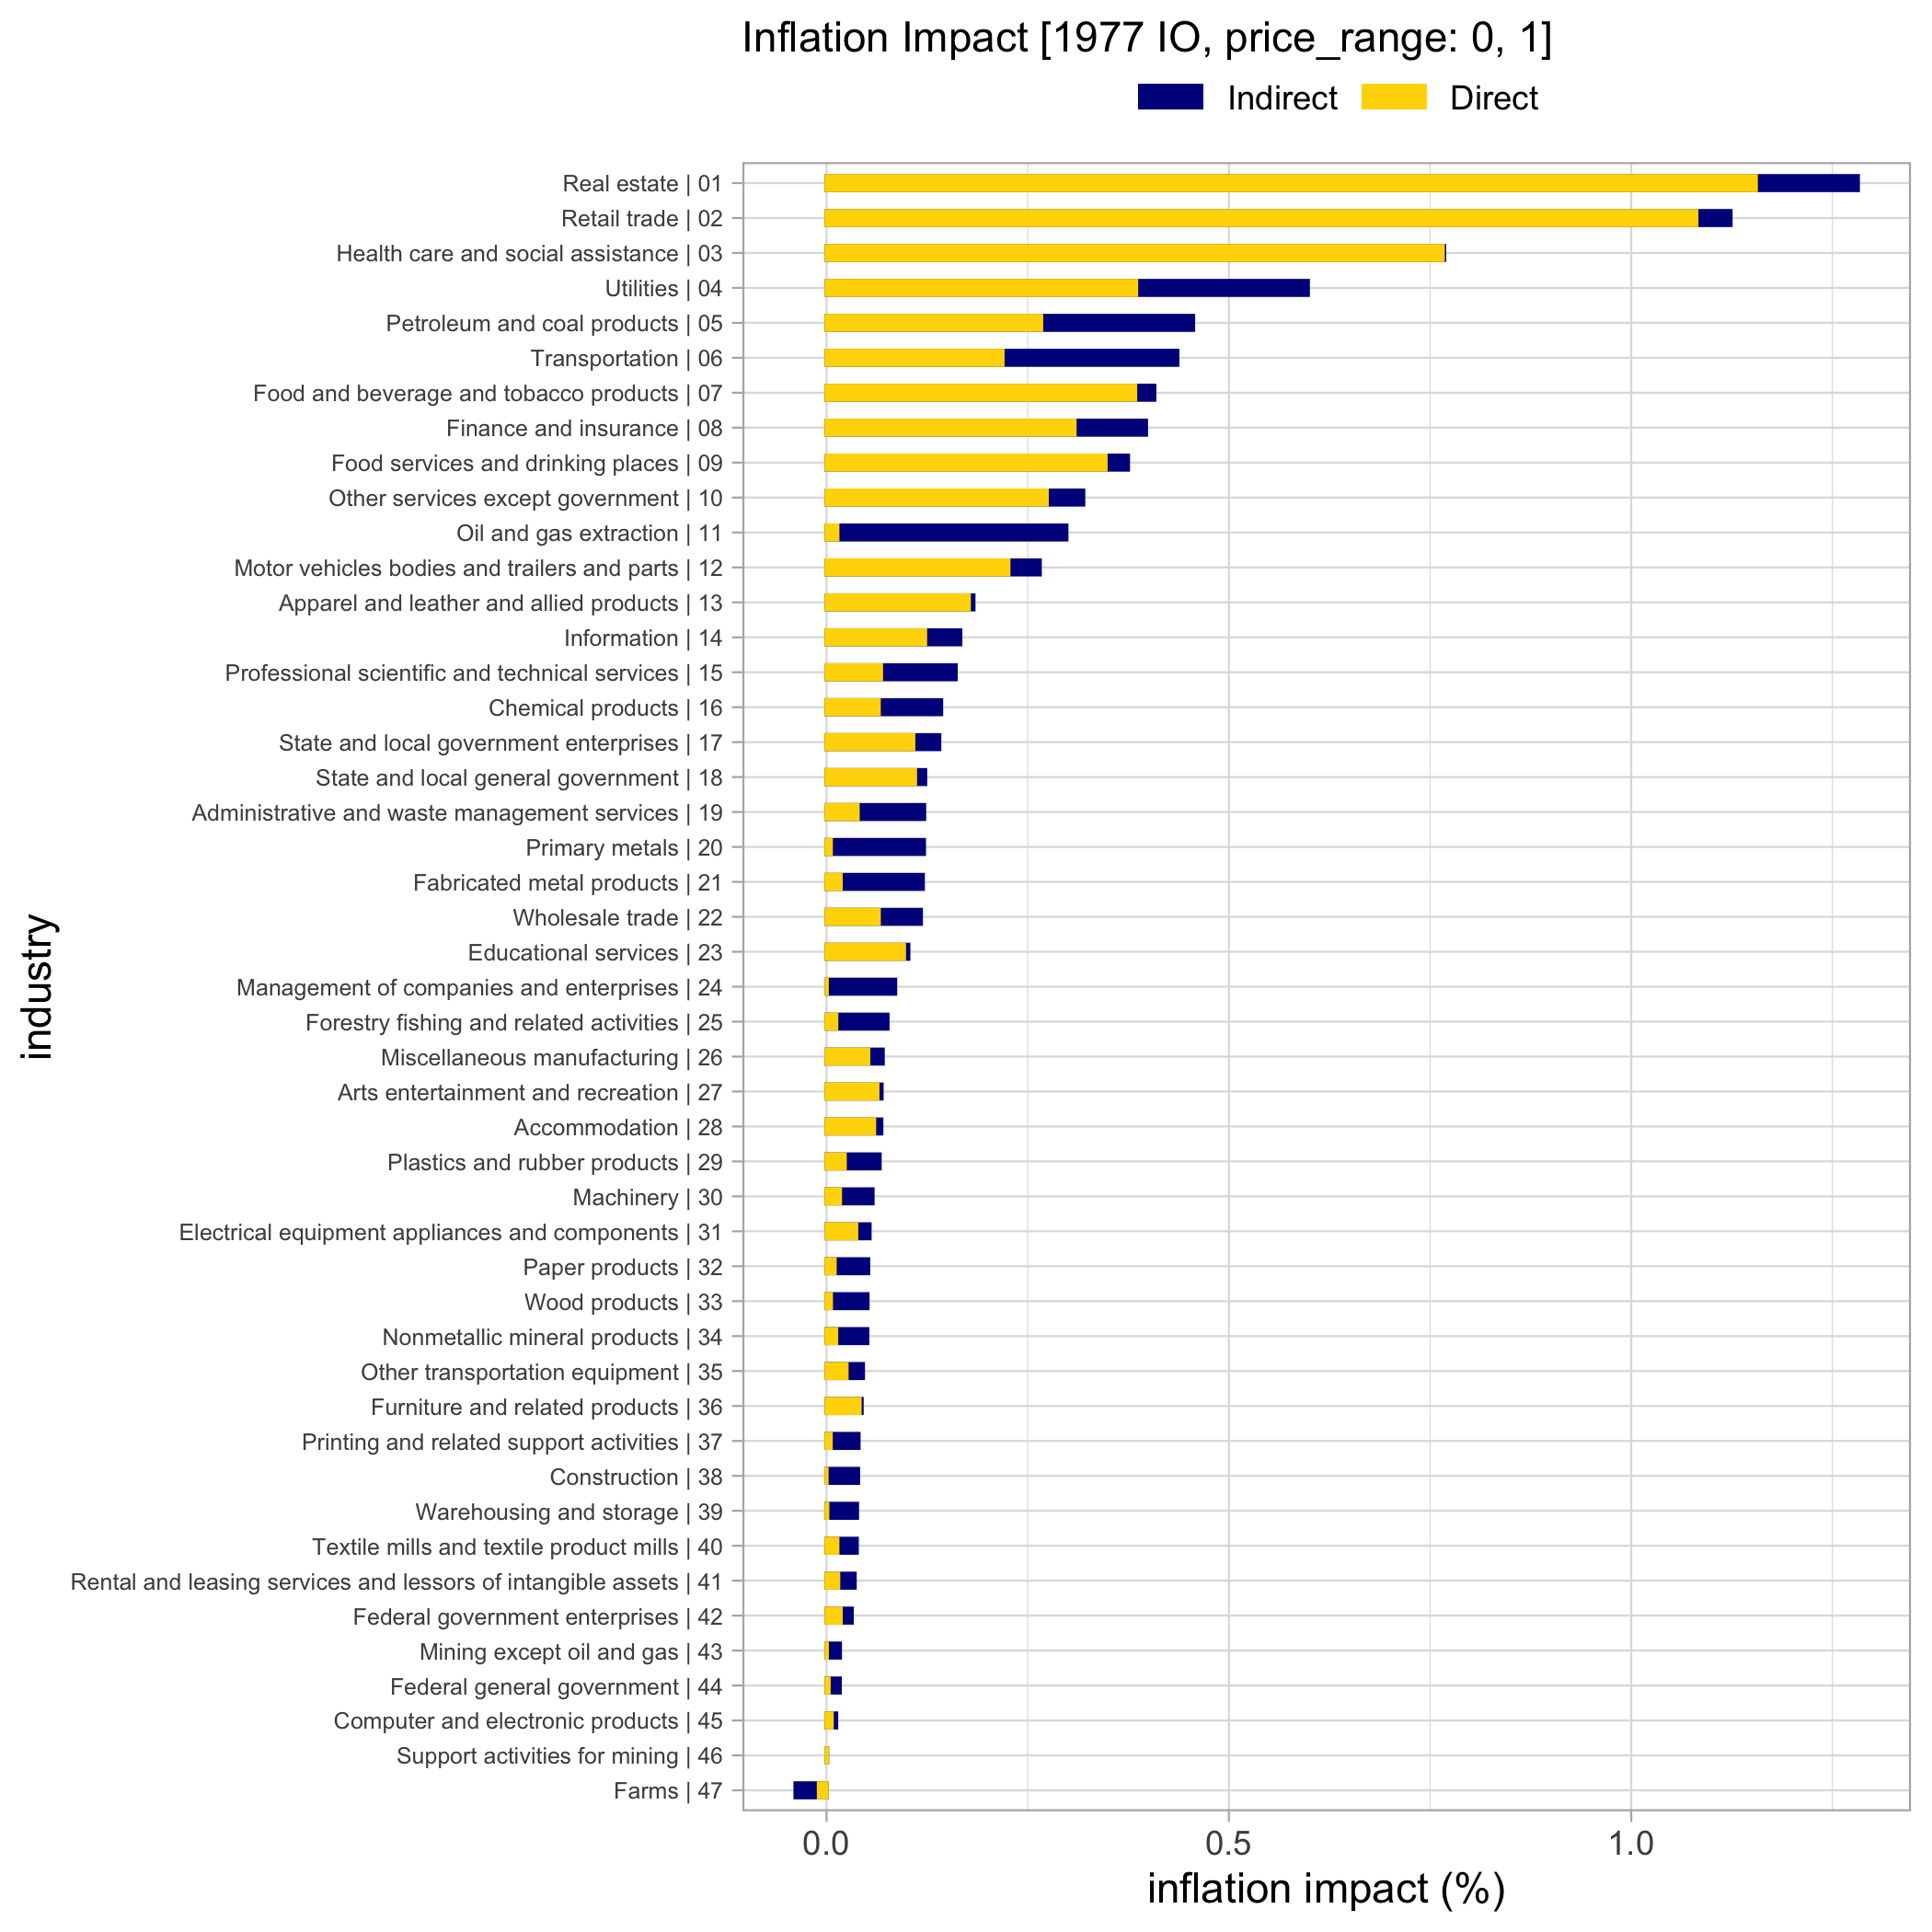 Inflation Impact [1977 IO, price_range: 0, 1]
Indirect Direct
Real estate | 01
Retail trade | 02
Health care and social assistance | 03
Utilities | 04
Petroleum and coal products | 05
Transportation | 06
Food and beverage and tobacco products | 07
Finance and insurance | 08
Food services and drinking places | 09
Other services except government | 10
Oil and gas extraction | 11
Motor vehicles bodies and trailers and parts | 12
Apparel and leather and allied products | 13
Information | 14
Professional scientific and technical services | 15
Chemical products | 16
State and local government enterprises | 17
State and local general government | 18
Administrative and waste management services | 19
Primary metals | 20
Fabricated metal products | 21
Wholesale trade | 22
Educational services | 23
Management of companies and enterprises | 24
Forestry fishing and related activities | 25
Miscellaneous manufacturing | 26
Arts entertainment and recreation | 27
Accommodation | 28
Plastics and rubber products | 29
Machinery | 30
Electrical equipment appliances and components | 31
Paper products | 32
Wood products | 33
Nonmetallic mineral products | 34
Other transportation equipment | 35
Furniture and related products | 36
Printing and related support activities | 37
Construction | 38
Warehousing and storage | 39
Textile mills and textile product mills | 40
Rental and leasing services and lessors of intangible assets | 41
Federal government enterprises | 42
Mining except oil and gas | 43
Federal general government | 44
Computer and electronic products | 45
Support activities for mining | 46
Farms | 47
industry
0.0 0.5 1.0
inflation impact (%)